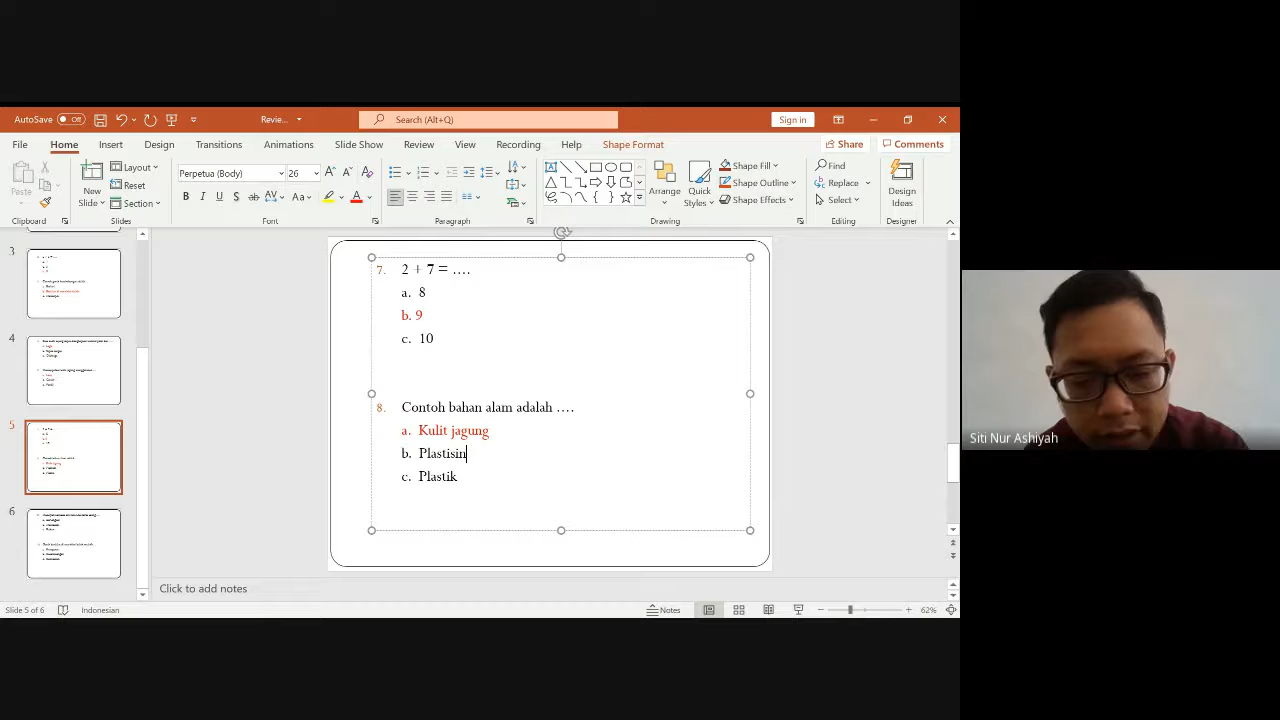 AutoSave Off
Revie...
Search (Alt+Q)
Sign in
File Home Insert Design Transitions Animations Slide Show Review View Recording Help Shape Format
Share Comments
Paste
Clipboard
New Slide
Layout
Reset
Section
Slides
Perpetua (Body) 26
Font
Paragraph
Arrange
Quick Styles
Shape Fill
Shape Outline
Shape Effects
Drawing
Find
Replace
Select
Editing
Design Ideas
Designer
3
4
5
6
7. 2 + 7 = ….
a. 8
b. 9
c. 10
8. Contoh bahan alam adalah ….
a. Kulit jagung
b. Plastisin
c. Plastik
Click to add notes
Slide 5 of 6
Indonesian
Notes
62%
Siti Nur Ashiyah